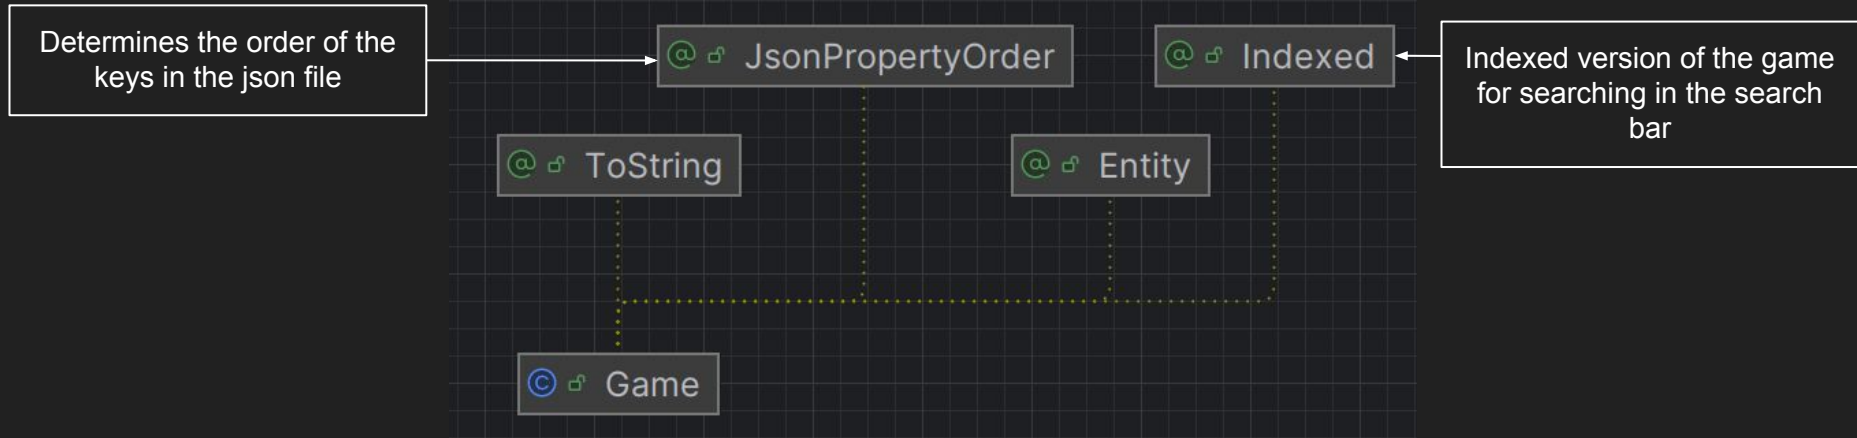 Determines the order of the
keys in the json file
@ JsonPropertyOrder
@ Indexed
Indexed version of the game
for searching in the search
bar
@ ToString
@ Entity
C Game